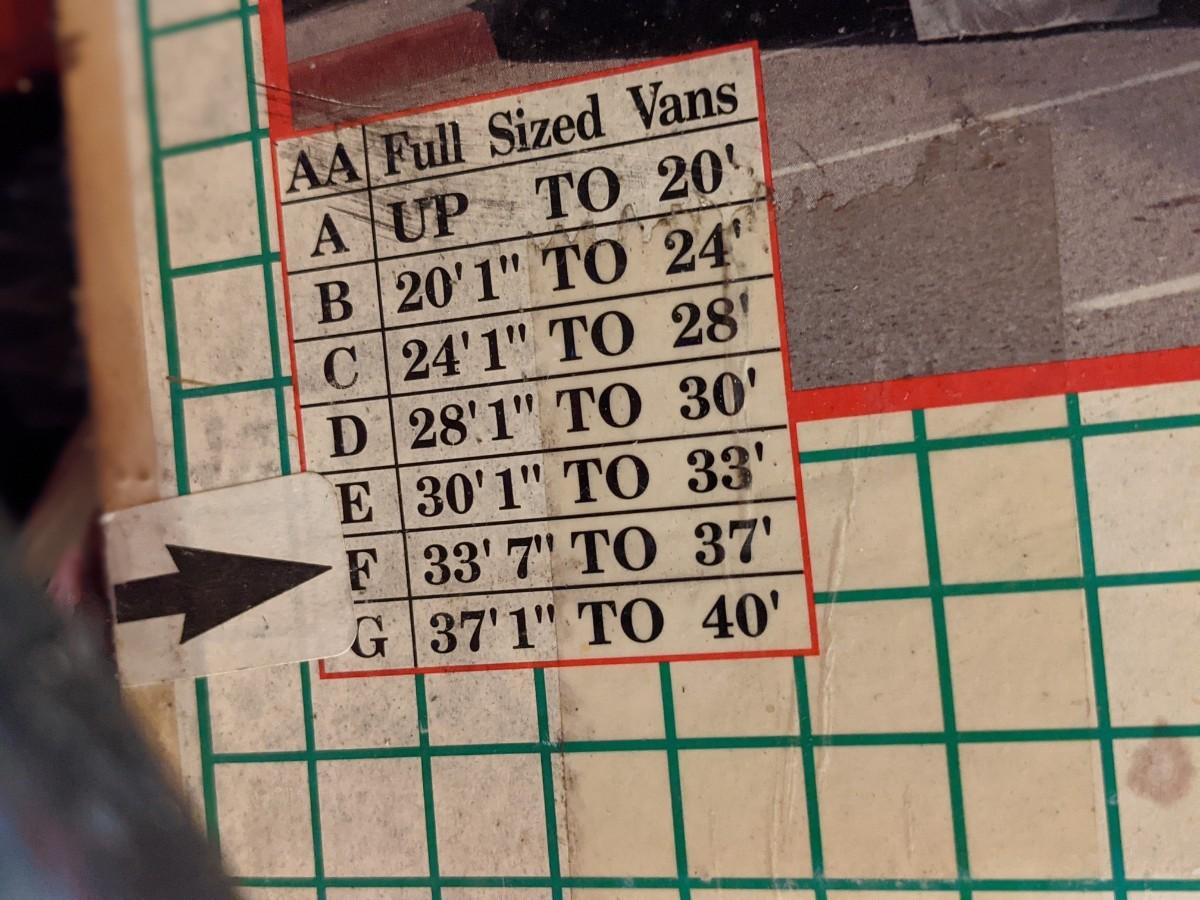 AA Full Sized Vans
A UP TO 20'
B 20'1" TO 24'
C 24'1" TO 28'
D 28'1" TO 30'
E 30'1" TO 33'
F 33'7" TO 37'
G 37'1" TO 40'